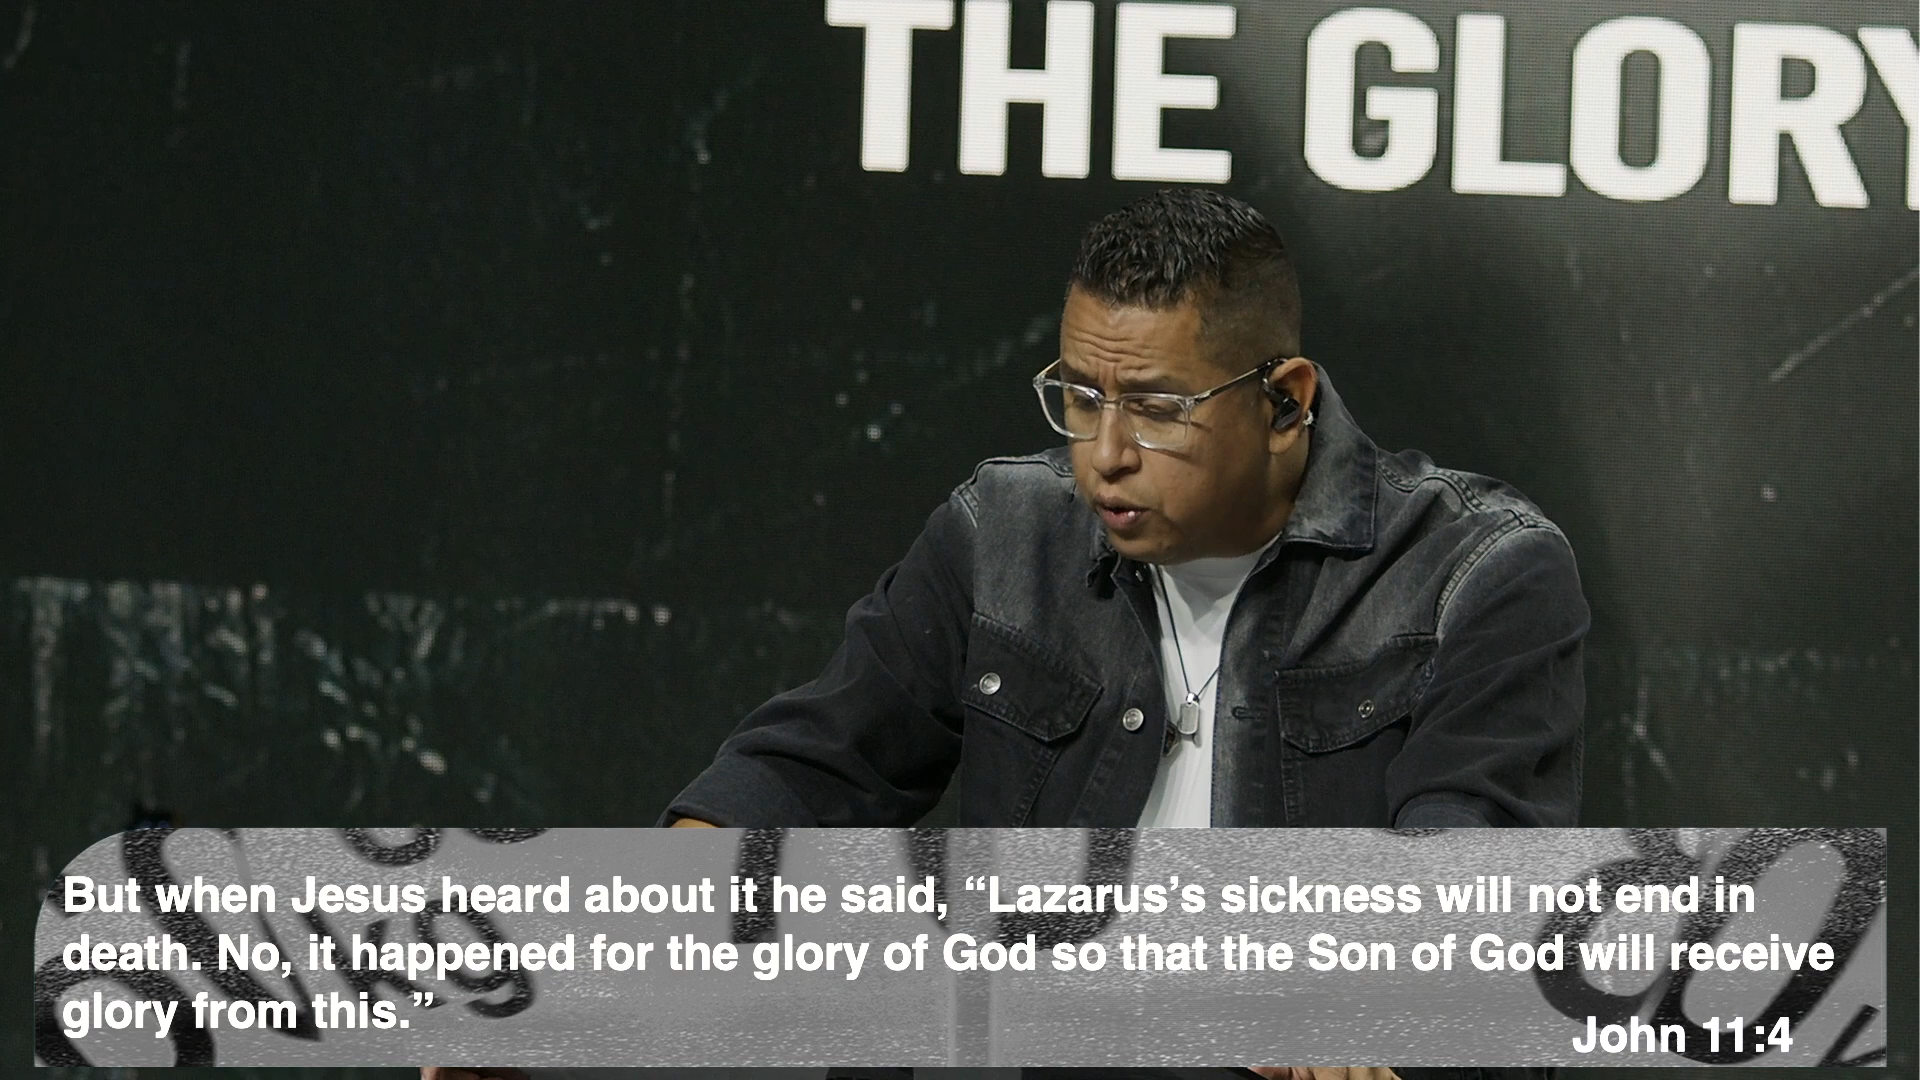 THE GLORY
But when Jesus heard about it he said, “Lazarus’s sickness will not end in
death. No, it happened for the glory of God so that the Son of God will receive
glory from this.”
John 11:4